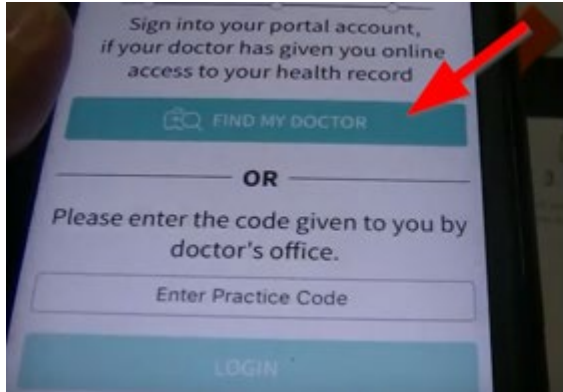 Sign into your portal account,
if your doctor has given you online
access to your health record
FIND MY DOCTOR
OR
Please enter the code given to you by
doctor's office.
Enter Practice Code
LOGIN